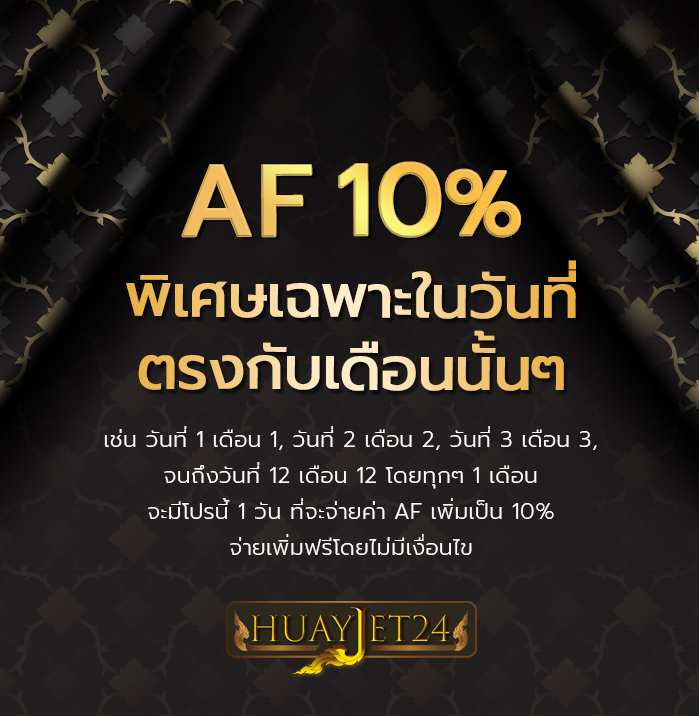 AF 10%
พิเศษเฉพาะในวันที่
ตรงกับเดือนนั้นๆ
เช่น วันที่ 1 เดือน 1, วันที่ 2 เดือน 2, วันที่ 3 เดือน 3,
จนถึงวันที่ 12 เดือน 12 โดยทุกๆ 1 เดือน
จะมีโปรนี้ 1 วัน ที่จะจ่ายค่า AF เพิ่มเป็น 10%
จ่ายเพิ่มฟรีโดยไม่มีเงื่อนไข
HUAYJET24